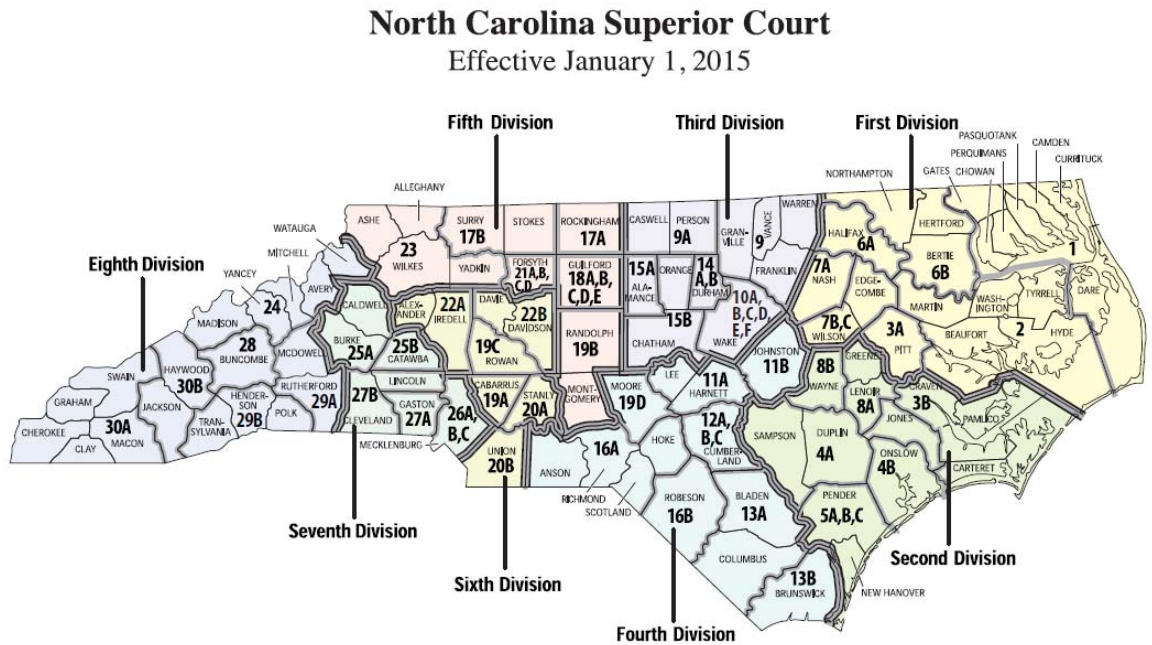 North Carolina Superior Court
Effective January 1, 2015
Fifth Division
Third Division
First Division
PASQUOTANK
PERQUIMANS
CAMDEN
CURRITUCK
NORTHAMPTON
GATES
CHOWAN
ALLEGHANY
WATAUGA
MITCHELL
YANCEY
Eighth Division
ASHE
23
WILKES
SURRY
17B
STOKES
ROCKINGHAM
17A
CASWELL
PERSON
9A
GRAN-
VILLE
VANCE
9
WARREN
FRANKLIN
HALIFAX
6A
HERTFORD
BERTIE
6B
1
YADKIN
FORSYTH
21A,B,
C,D
GUILFORD
18A,B,
C,D,E
15A
ALA-
MANCE
ORANGE
14
A,B
DURHAM
10A,
B,C,D,
E,F
WAKE
7A
NASH
EDGE-
COMBE
MARTIN
WASH-
INGTON
TYRRELL
DARE
24
AVERY
MADISON
28
BUNCOMBE
MCDOWELL
CALDWELL
BURKE
25A
ALEX-
ANDER
22A
IREDELL
DAVIE
22B
DAVIDSON
25B
CATAWBA
19C
ROWAN
RANDOLPH
19B
15B
CHATHAM
7B,C
WILSON
3A
PITT
BEAUFORT
2
HYDE
SWAIN
HAYWOOD
30B
RUTHERFORD
29A
27B
CLEVELAND
LINCOLN
GASTON
27A
26A,
B,C
MECKLENBURG
CABARRUS
19A
STANLY
20A
MONT-
GOMERY
MOORE
19D
LEE
11A
HARNETT
JOHNSTON
11B
8B
WAYNE
GREENE
LENOIR
8A
CRAVEN
3B
PAMLICO
JONES
GRAHAM
JACKSON
CHEROKEE
30A
MACON
CLAY
TRAN-
SYLVANIA
HENDER-
SON
29B
POLK
UNION
20B
ANSON
16A
RICHMOND
SCOTLAND
HOKE
12A,
B,C
CUMBER-
LAND
SAMPSON
DUPLIN
4A
ONSLOW
4B
CARTERET
ROBESON
16B
BLADEN
13A
PENDER
5A,B,C
Seventh Division
Sixth Division
Second Division
COLUMBUS
13B
BRUNSWICK
NEW HANOVER
Fourth Division